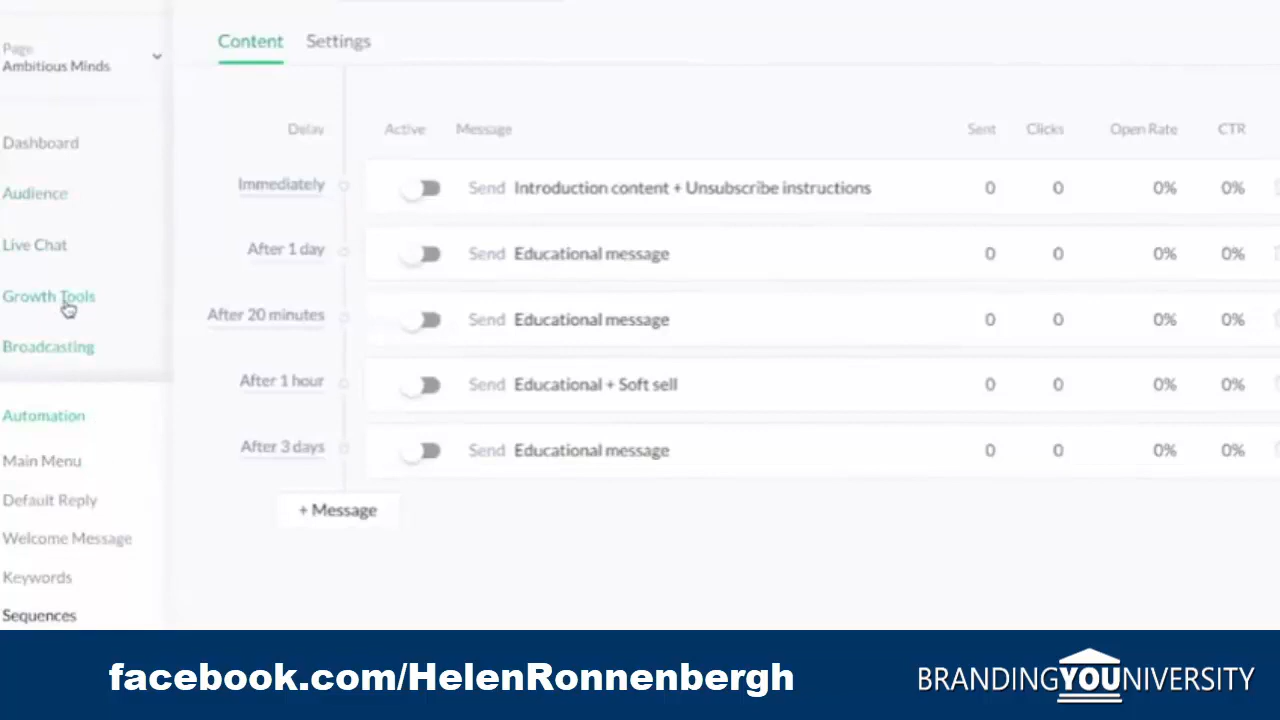 Page
Ambitious Minds
Content Settings
Dashboard
Audience
Live Chat
Growth Tools
Broadcasting
Automation
Main Menu
Default Reply
Welcome Message
Keywords
Sequences
Delay Active Message Sent Clicks Open Rate CTR
Immediately Send Introduction content + Unsubscribe instructions 0 0 0% 0%
After 1 day Send Educational message 0 0 0% 0%
After 20 minutes Send Educational message 0 0 0% 0%
After 1 hour Send Educational + Soft sell 0 0 0% 0%
After 3 days Send Educational message 0 0 0% 0%
+ Message
facebook.com/HelenRonnenbergh
BRANDINGYOUNIVERSITY